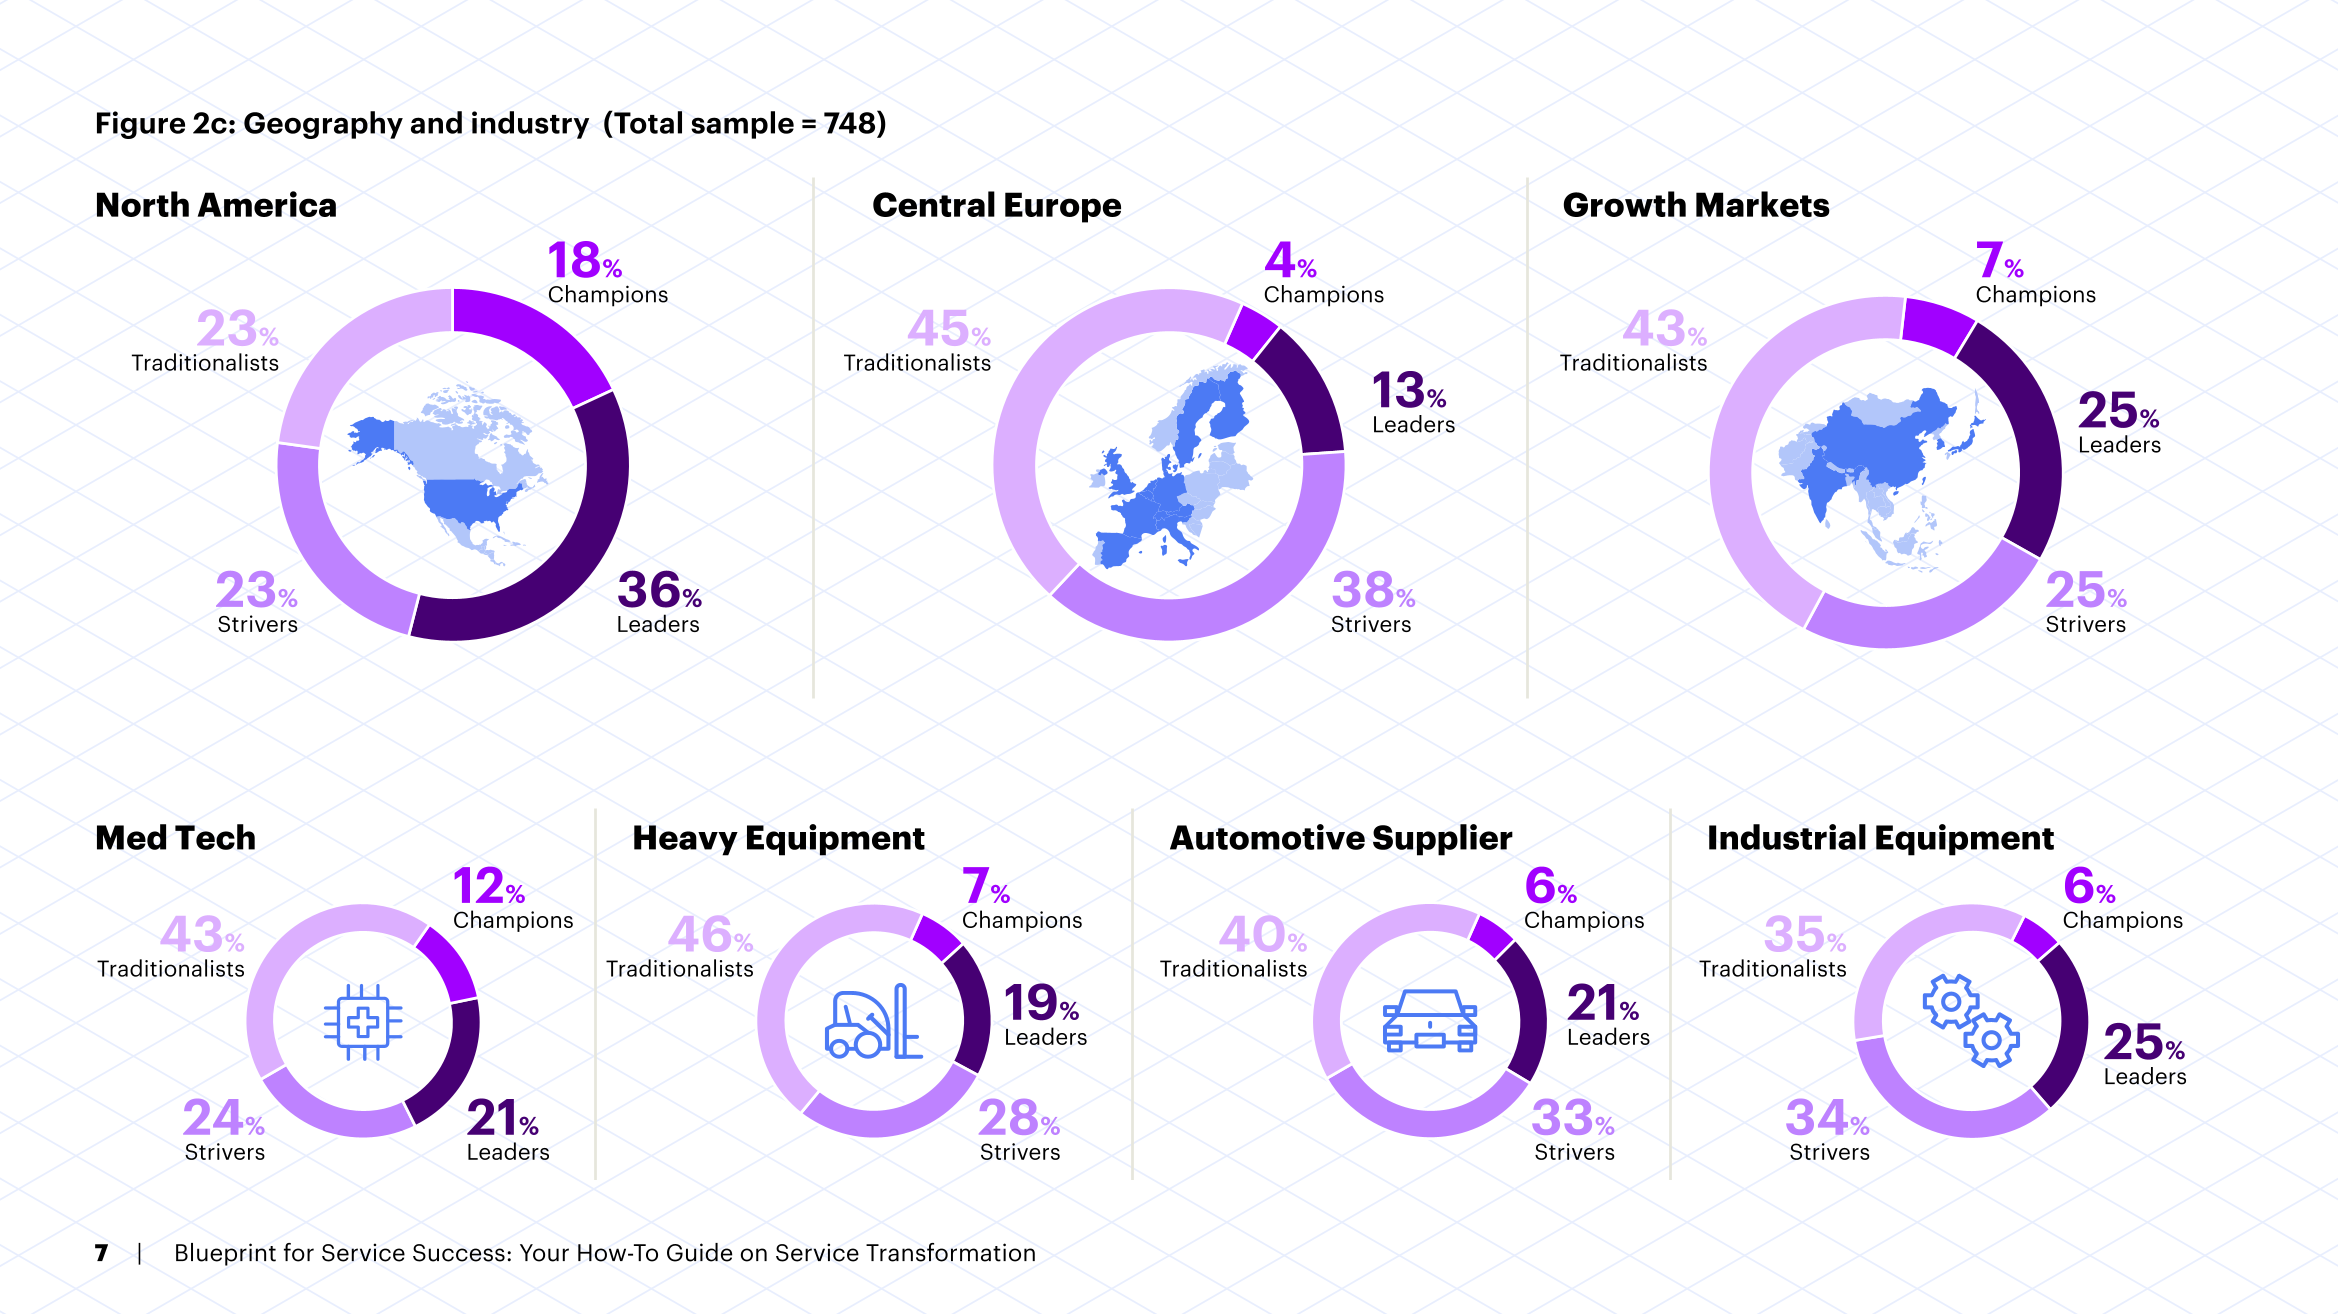 Figure 2c: Geography and industry (Total sample = 748)
North America
18%
Champions
23%
Traditionalists
23%
Strivers
36%
Leaders
Central Europe
4%
Champions
45%
Traditionalists
13%
Leaders
38%
Strivers
Growth Markets
7%
Champions
43%
Traditionalists
25%
Leaders
25%
Strivers
Med Tech
12%
Champions
43%
Traditionalists
24%
Strivers
21%
Leaders
Heavy Equipment
7%
Champions
46%
Traditionalists
19%
Leaders
28%
Strivers
Automotive Supplier
6%
Champions
40%
Traditionalists
21%
Leaders
33%
Strivers
Industrial Equipment
6%
Champions
35%
Traditionalists
25%
Leaders
34%
Strivers
7 | Blueprint for Service Success: Your How-To Guide on Service Transformation